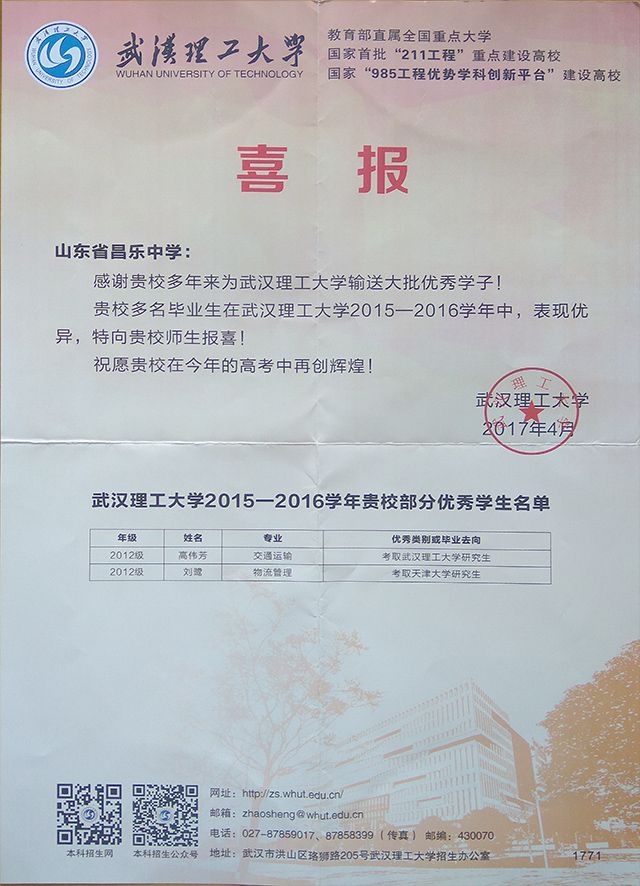 武漢理工大學
WUHAN UNIVERSITY OF TECHNOLOGY
教育部直属全国重点大学
国家首批“211工程”重点建设高校
国家“985工程优势学科创新平台”建设高校
喜 报
山东省昌乐中学：
感谢贵校多年来为武汉理工大学输送大批优秀学子！
贵校多名毕业生在武汉理工大学2015—2016学年中，表现优
异，特向贵校师生报喜！
祝愿贵校在今年的高考中再创辉煌！
武汉理工大学
2017年4月
武汉理工大学2015—2016学年贵校部分优秀学生名单
年级 姓名 专业 优秀类别或毕业去向
2012级 高伟芳 交通运输 考取武汉理工大学研究生
2012级 刘鹭 物流管理 考取天津大学研究生
网址：http://zs.whut.edu.cn/
邮箱：zhaosheng@whut.edu.cn
电话：027-87859017、87858399（传真） 邮编：430070
地址：武汉市洪山区珞狮路205号武汉理工大学招生办公室
本科招生网 本科招生公众号
1771